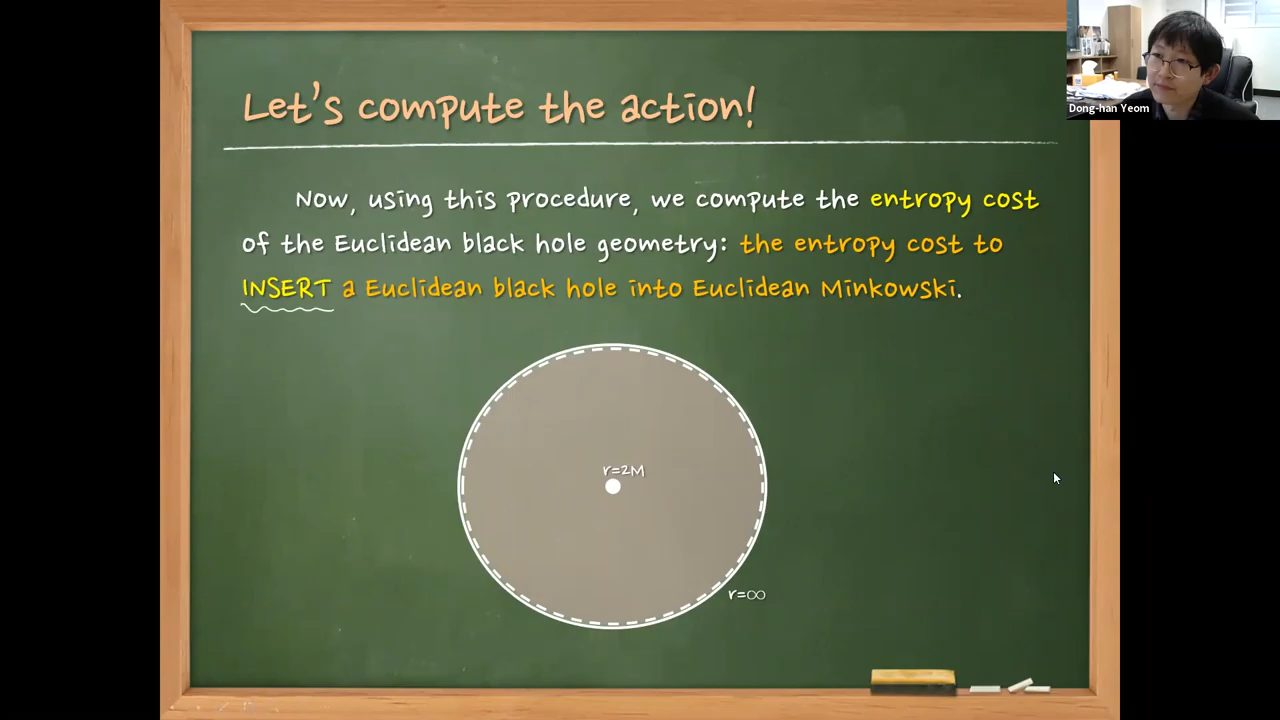 Let's compute the action!
Dong-han Yeom
Now, using this procedure, we compute the entropy cost
of the Euclidean black hole geometry: the entropy cost to
INSERT a Euclidean black hole into Euclidean Minkowski.
r=2M
r=∞